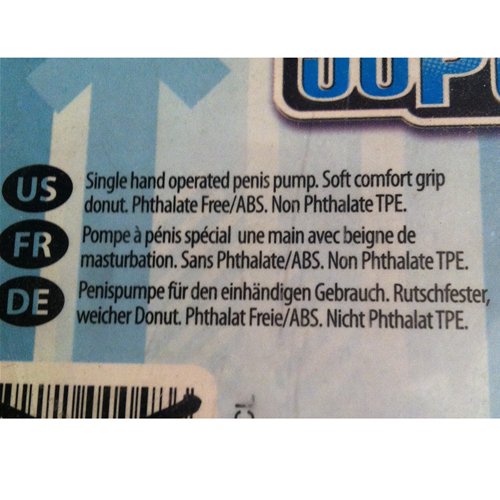 US Single hand operated penis pump. Soft comfort grip
donut. Phthalate Free/ABS. Non Phthalate TPE.
FR Pompe à pénis spécial une main avec beigne de
masturbation. Sans Phthalate/ABS. Non Phthalate TPE.
DE Penispumpe für den einhändigen Gebrauch. Rutschfester,
weicher Donut. Phthalat Freie/ABS. Nicht Phthalat TPE.